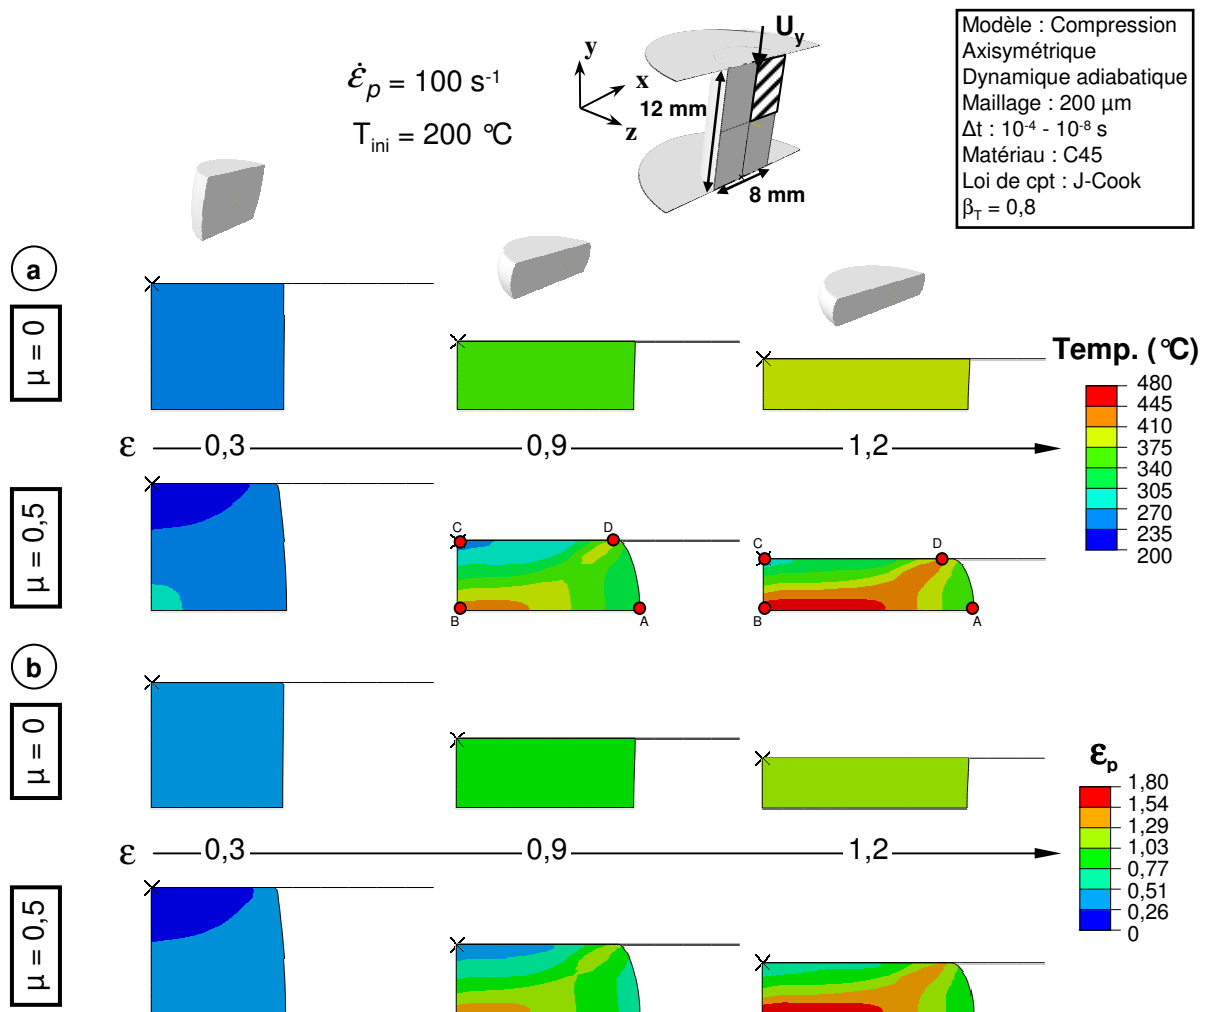 ε̇p = 100 s-1
Tini = 200 °C
y
x
z
Uy
12 mm
8 mm
Modèle : Compression
Axisymétrique
Dynamique adiabatique
Maillage : 200 µm
Δt : 10-4 - 10-8 s
Matériau : C45
Loi de cpt : J-Cook
βT = 0,8
a
µ = 0
Temp. (°C)
480
445
410
375
340
305
270
235
200
ε 0,3 0,9 1,2
µ = 0,5
C D
B A
C D
B A
b
µ = 0
εp
1,80
1,54
1,29
1,03
0,77
0,51
0,26
0
ε 0,3 0,9 1,2
µ = 0,5